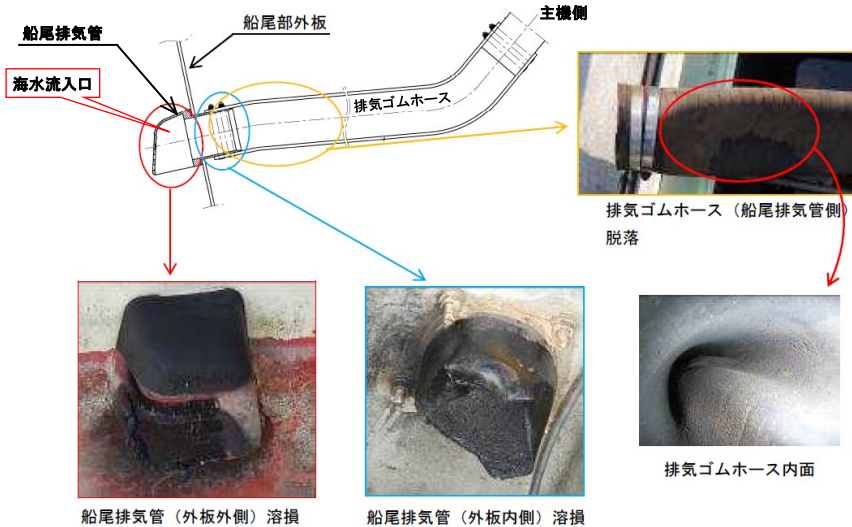 船尾部外板
主機側
船尾排気管
海水流入口
排気ゴムホース
排気ゴムホース（船尾排気管側）
脱落
船尾排気管（外板外側）溶損
船尾排気管（外板内側）溶損
排気ゴムホース内面